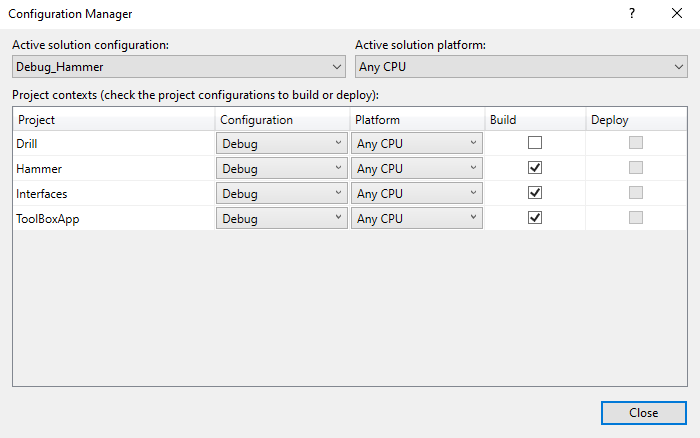 Configuration Manager ?
Active solution configuration: Active solution platform:
Debug_Hammer Any CPU
Project contexts (check the project configurations to build or deploy):
Project Configuration Platform Build Deploy
Drill Debug Any CPU
Hammer Debug Any CPU
Interfaces Debug Any CPU
ToolBoxApp Debug Any CPU
Close